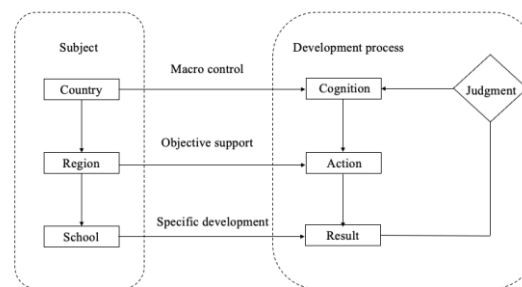 Subject
Development process
Macro control
Country
Cognition
Judgment
Objective support
Region
Action
Specific development
School
Result